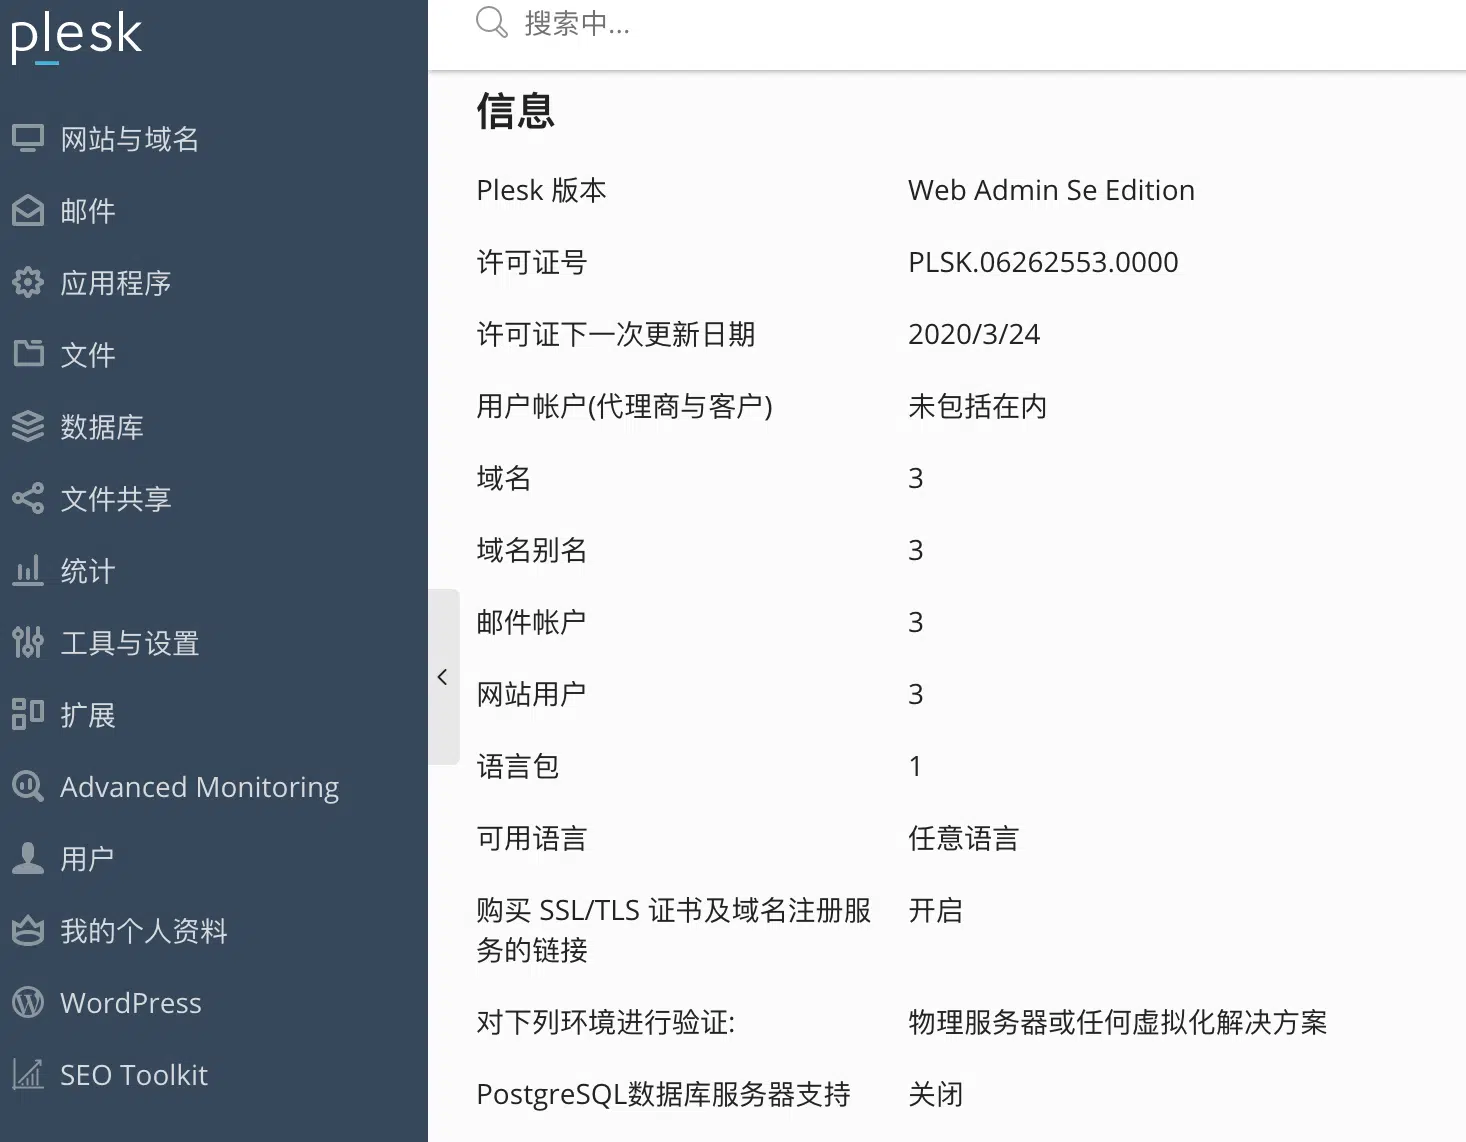 plesk
网站与域名
邮件
应用程序
文件
数据库
文件共享
统计
工具与设置
扩展
Advanced Monitoring
用户
我的个人资料
WordPress
SEO Toolkit
搜索中...
信息
Plesk 版本 Web Admin Se Edition
许可证号 PLSK.06262553.0000
许可证下一次更新日期 2020/3/24
用户帐户(代理商与客户) 未包括在内
域名 3
域名别名 3
邮件帐户 3
网站用户 3
语言包 1
可用语言 任意语言
购买 SSL/TLS 证书及域名注册服 开启
务的链接
对下列环境进行验证: 物理服务器或任何虚拟化解决方案
PostgreSQL数据库服务器支持 关闭